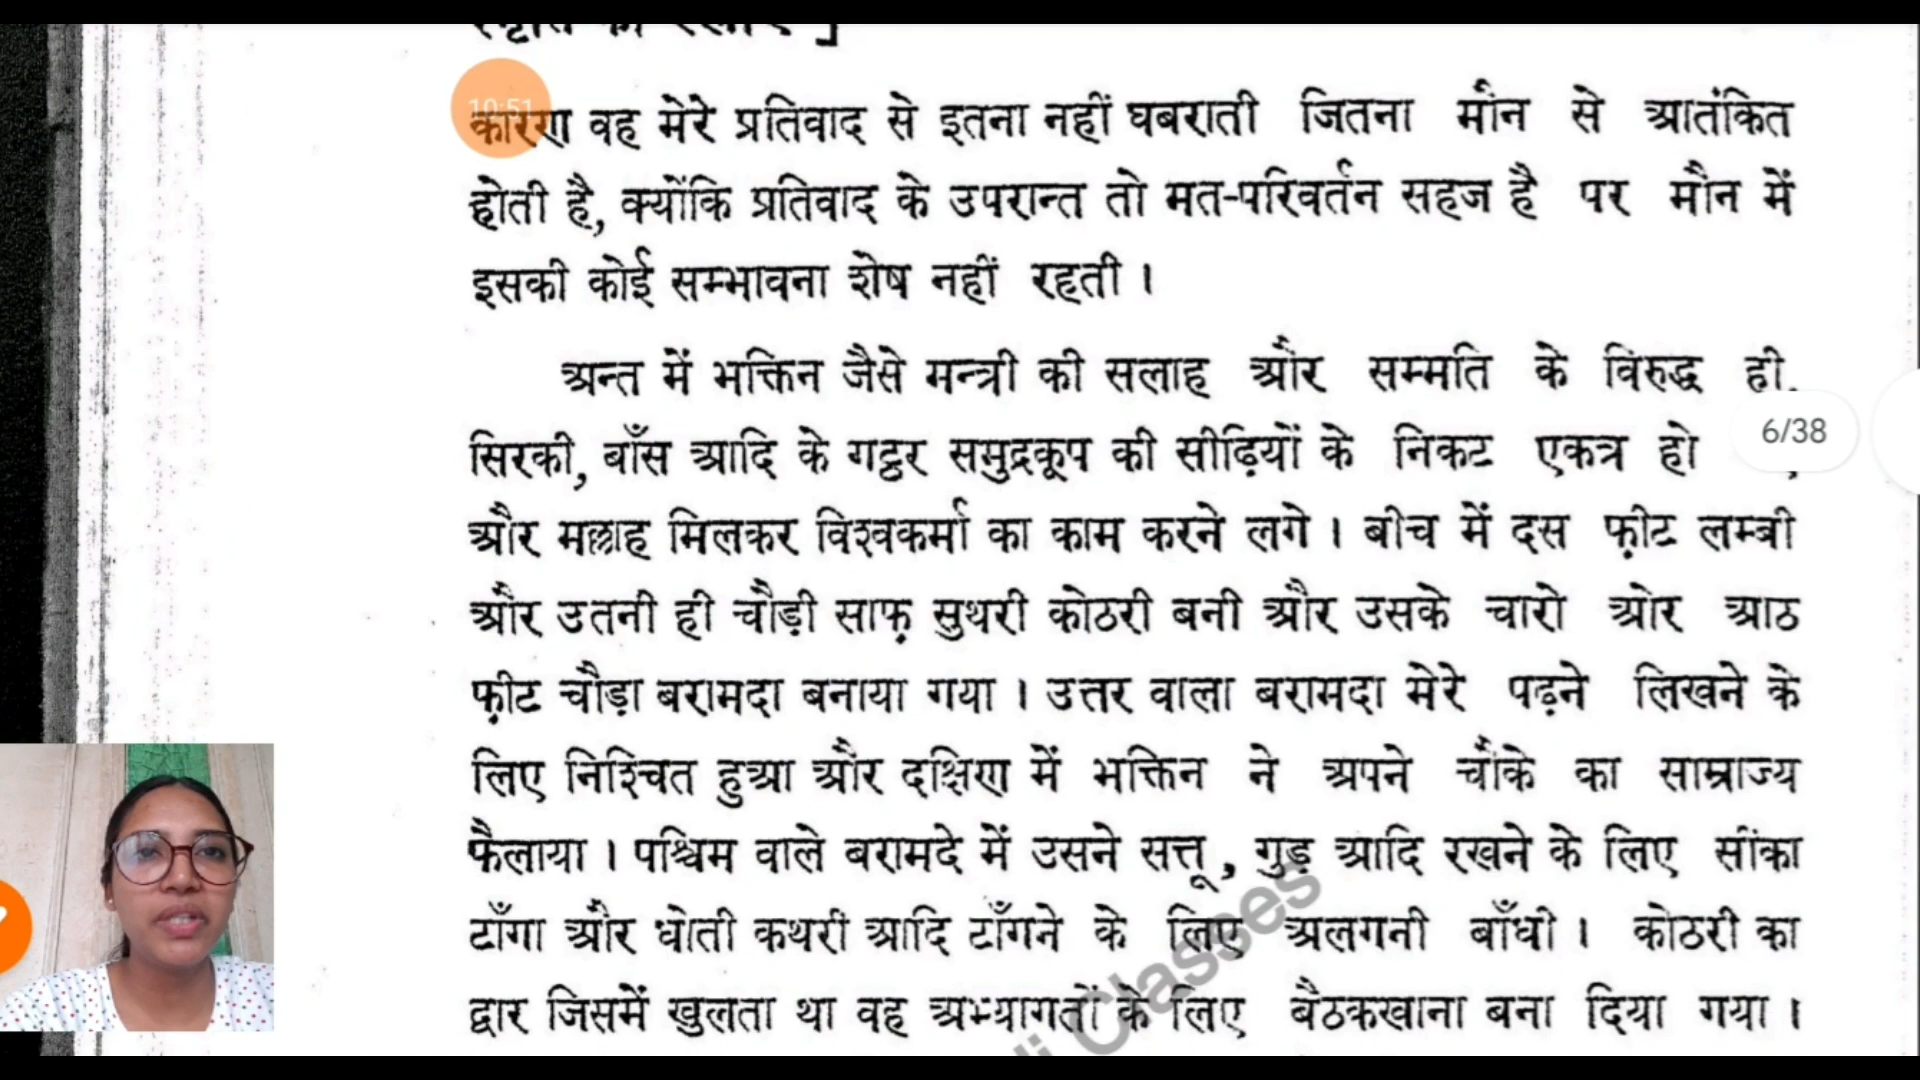 स्मृति की रेखाएँ ]
10:51
कारण वह मेरे प्रतिवाद से इतना नहीं घबराती जितना मौन से आतंकित
होती है, क्योंकि प्रतिवाद के उपरान्त तो मत-परिवर्तन सहज है पर मौन में
इसकी कोई सम्भावना शेष नहीं रहती ।
अन्त में भक्तिन जैसे मन्त्री की सलाह और सम्मति के विरुद्ध ही
6/38
सिरकी, बाँस आदि के गट्ठर समुद्रकूप की सीढ़ियों के निकट एकत्र हो
और मल्लाह मिलकर विश्वकर्मा का काम करने लगे । बीच में दस फ़ीट लम्बी
और उतनी ही चौड़ी साफ़ सुथरी कोठरी बनी और उसके चारो ओर आठ
फ़ीट चौड़ा बरामदा बनाया गया । उत्तर वाला बरामदा मेरे पढ़ने लिखने के
लिए निश्चित हुआ और दक्षिण में भक्तिन ने अपने चौके का साम्राज्य
फैलाया । पश्चिम वाले बरामदे में उसने सत्तू, गुड़ आदि रखने के लिए सींका
टाँगा और धोती कथरी आदि टाँगने के लिए अलगनी बाँधी । कोठरी का
द्वार जिसमें खुलता था वह अभ्यागतों के लिए बैठकखाना बना दिया गया ।
Classes